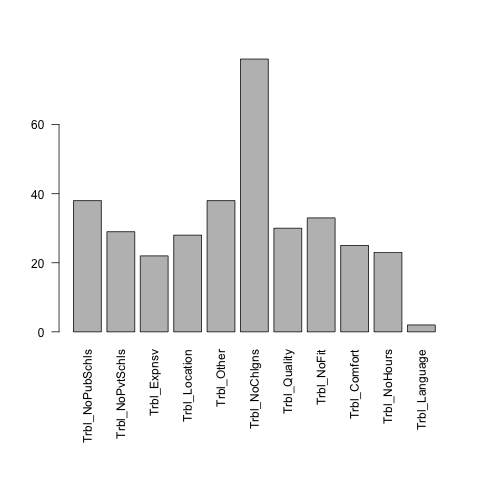 60
40
20
0
Trbl_NoPubSchls
Trbl_NoPvtSchls
Trbl_Expnsv
Trbl_Location
Trbl_Other
Trbl_NoChlgns
Trbl_Quality
Trbl_NoFit
Trbl_Comfort
Trbl_NoHours
Trbl_Language